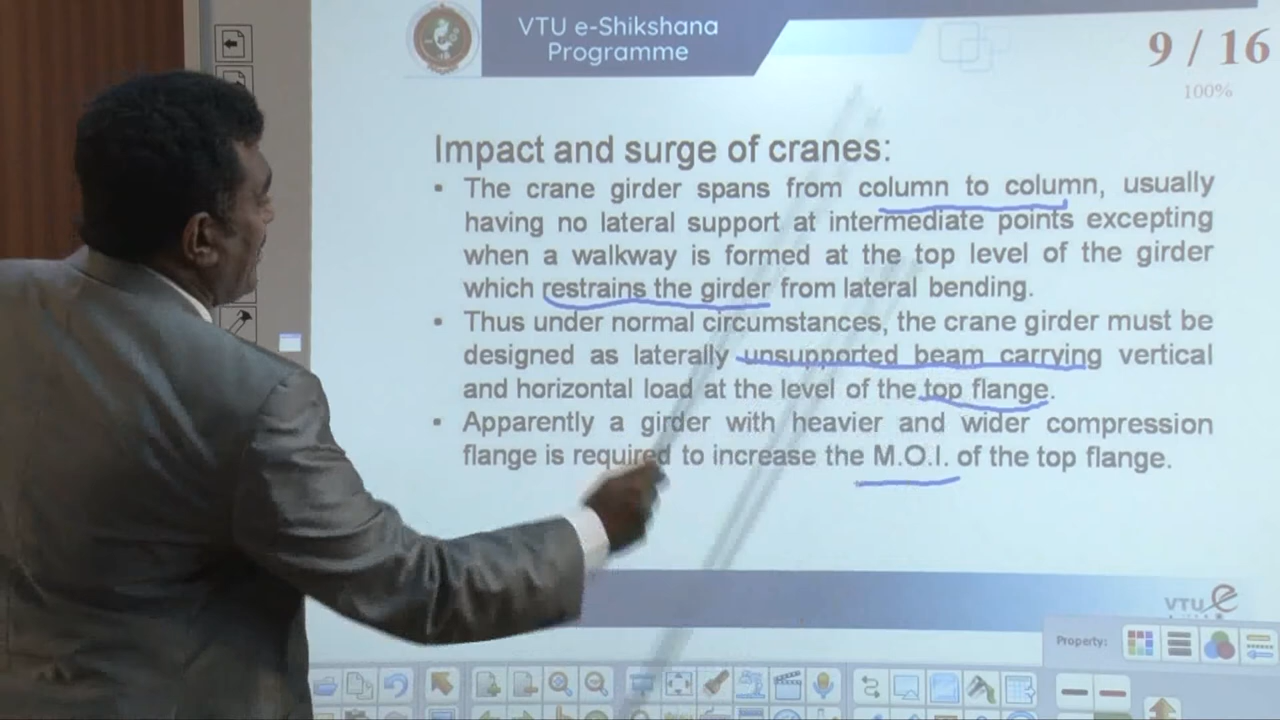 VTU e-Shikshana
Programme
9 / 16
100%
Impact and surge of cranes:
▪ The crane girder spans from column to column, usually
having no lateral support at intermediate points excepting
when a walkway is formed at the top level of the girder
which restrains the girder from lateral bending.
▪ Thus under normal circumstances, the crane girder must be
designed as laterally unsupported beam carrying vertical
and horizontal load at the level of the top flange.
▪ Apparently a girder with heavier and wider compression
flange is required to increase the M.O.I. of the top flange.
VTU e
Property: